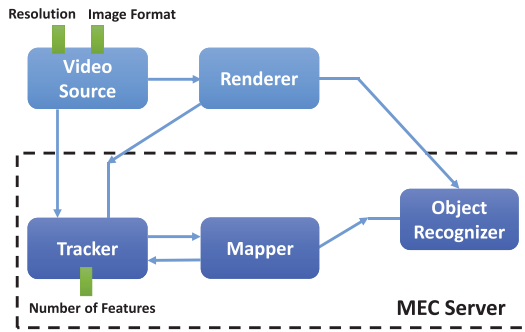 Resolution
Image Format
Video
Source
Renderer
Tracker
Mapper
Object
Recognizer
Number of Features
MEC Server